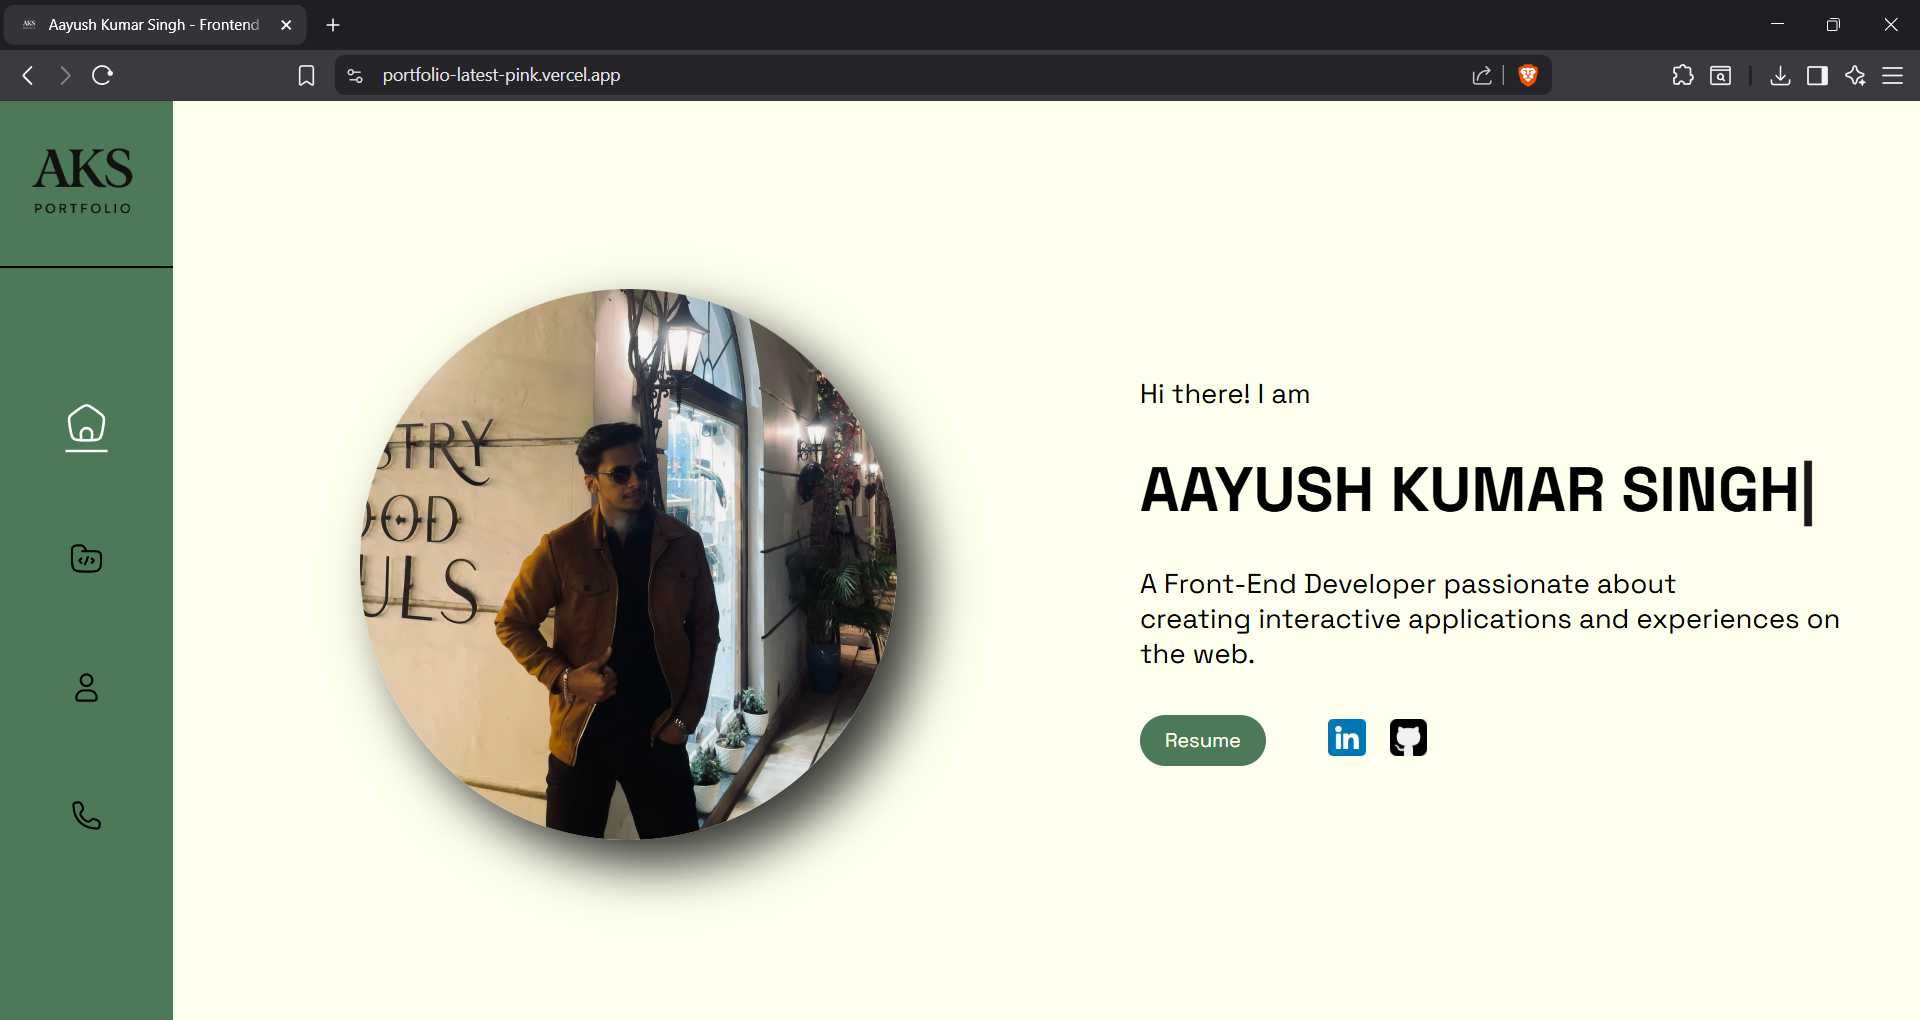 Aayush Kumar Singh - Frontend
portfolio-latest-pink.vercel.app
AKS
PORTFOLIO
STRY
OOD
ULS
Hi there! I am
AAYUSH KUMAR SINGH
A Front-End Developer passionate about
creating interactive applications and experiences on
the web.
Resume
in